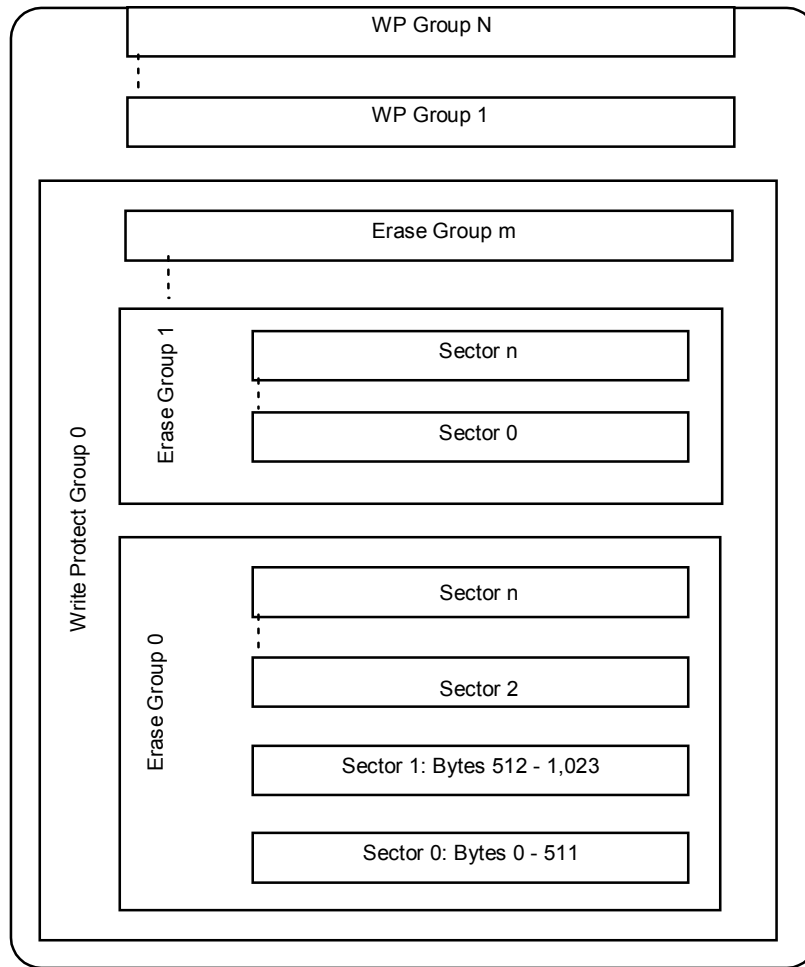 WP Group N
WP Group 1
Write Protect Group 0
Erase Group m
Erase Group 1
Sector n
Sector 0
Erase Group 0
Sector n
Sector 2
Sector 1: Bytes 512 - 1,023
Sector 0: Bytes 0 - 511